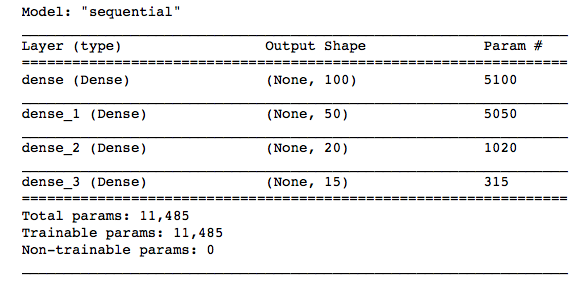 Model: "sequential"
Layer (type) Output Shape Param #
dense (Dense) (None, 100) 5100
dense_1 (Dense) (None, 50) 5050
dense_2 (Dense) (None, 20) 1020
dense_3 (Dense) (None, 15) 315
Total params: 11,485
Trainable params: 11,485
Non-trainable params: 0